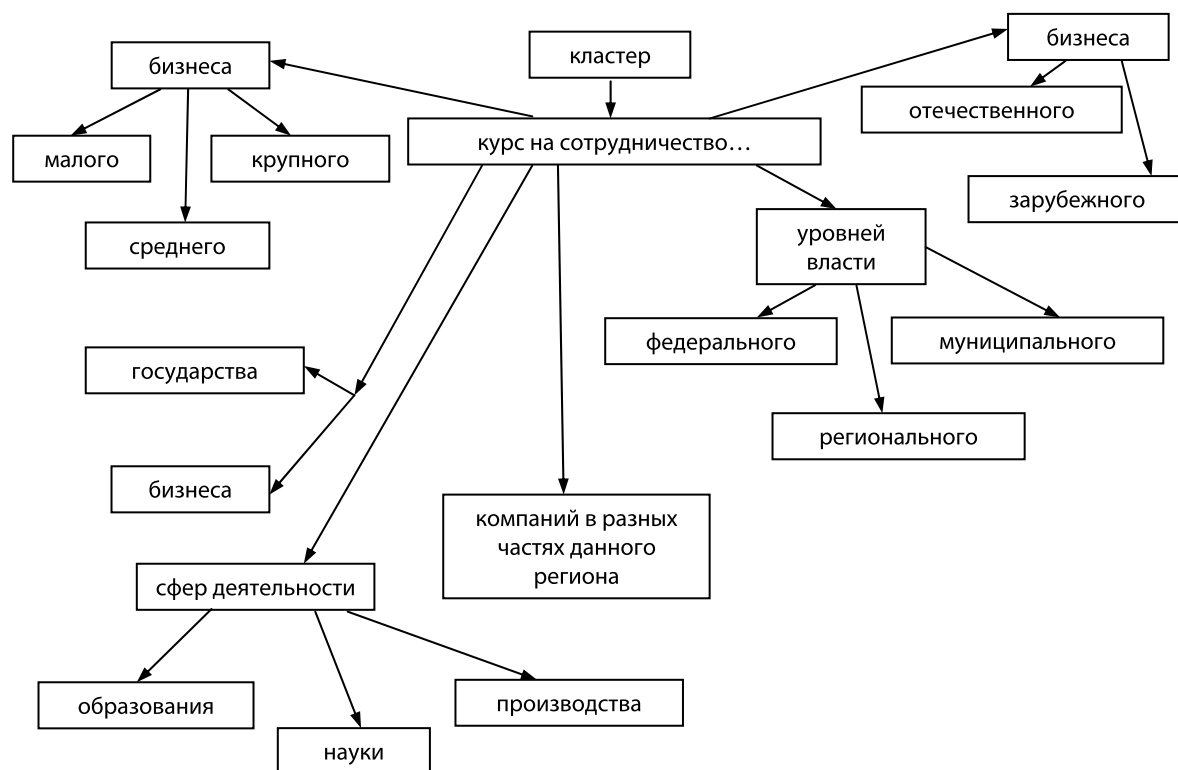 кластер
курс на сотрудничество…
бизнеса
малого
крупного
среднего
бизнеса
отечественного
зарубежного
уровней
власти
федерального
муниципального
регионального
государства
бизнеса
компаний в разных
частях данного
региона
сфер деятельности
образования
науки
производства